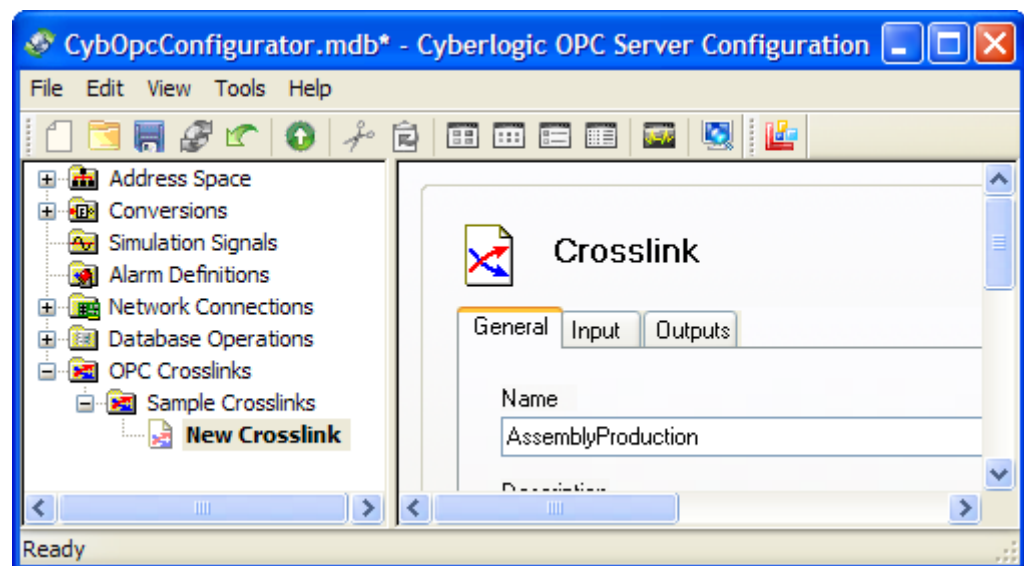 CybOpcConfigurator.mdb* - Cyberlogic OPC Server Configuration
File Edit View Tools Help
Address Space
Conversions
Simulation Signals
Alarm Definitions
Network Connections
Database Operations
OPC Crosslinks
Sample Crosslinks
New Crosslink
Crosslink
General Input Outputs
Name
AssemblyProduction
Description
Ready